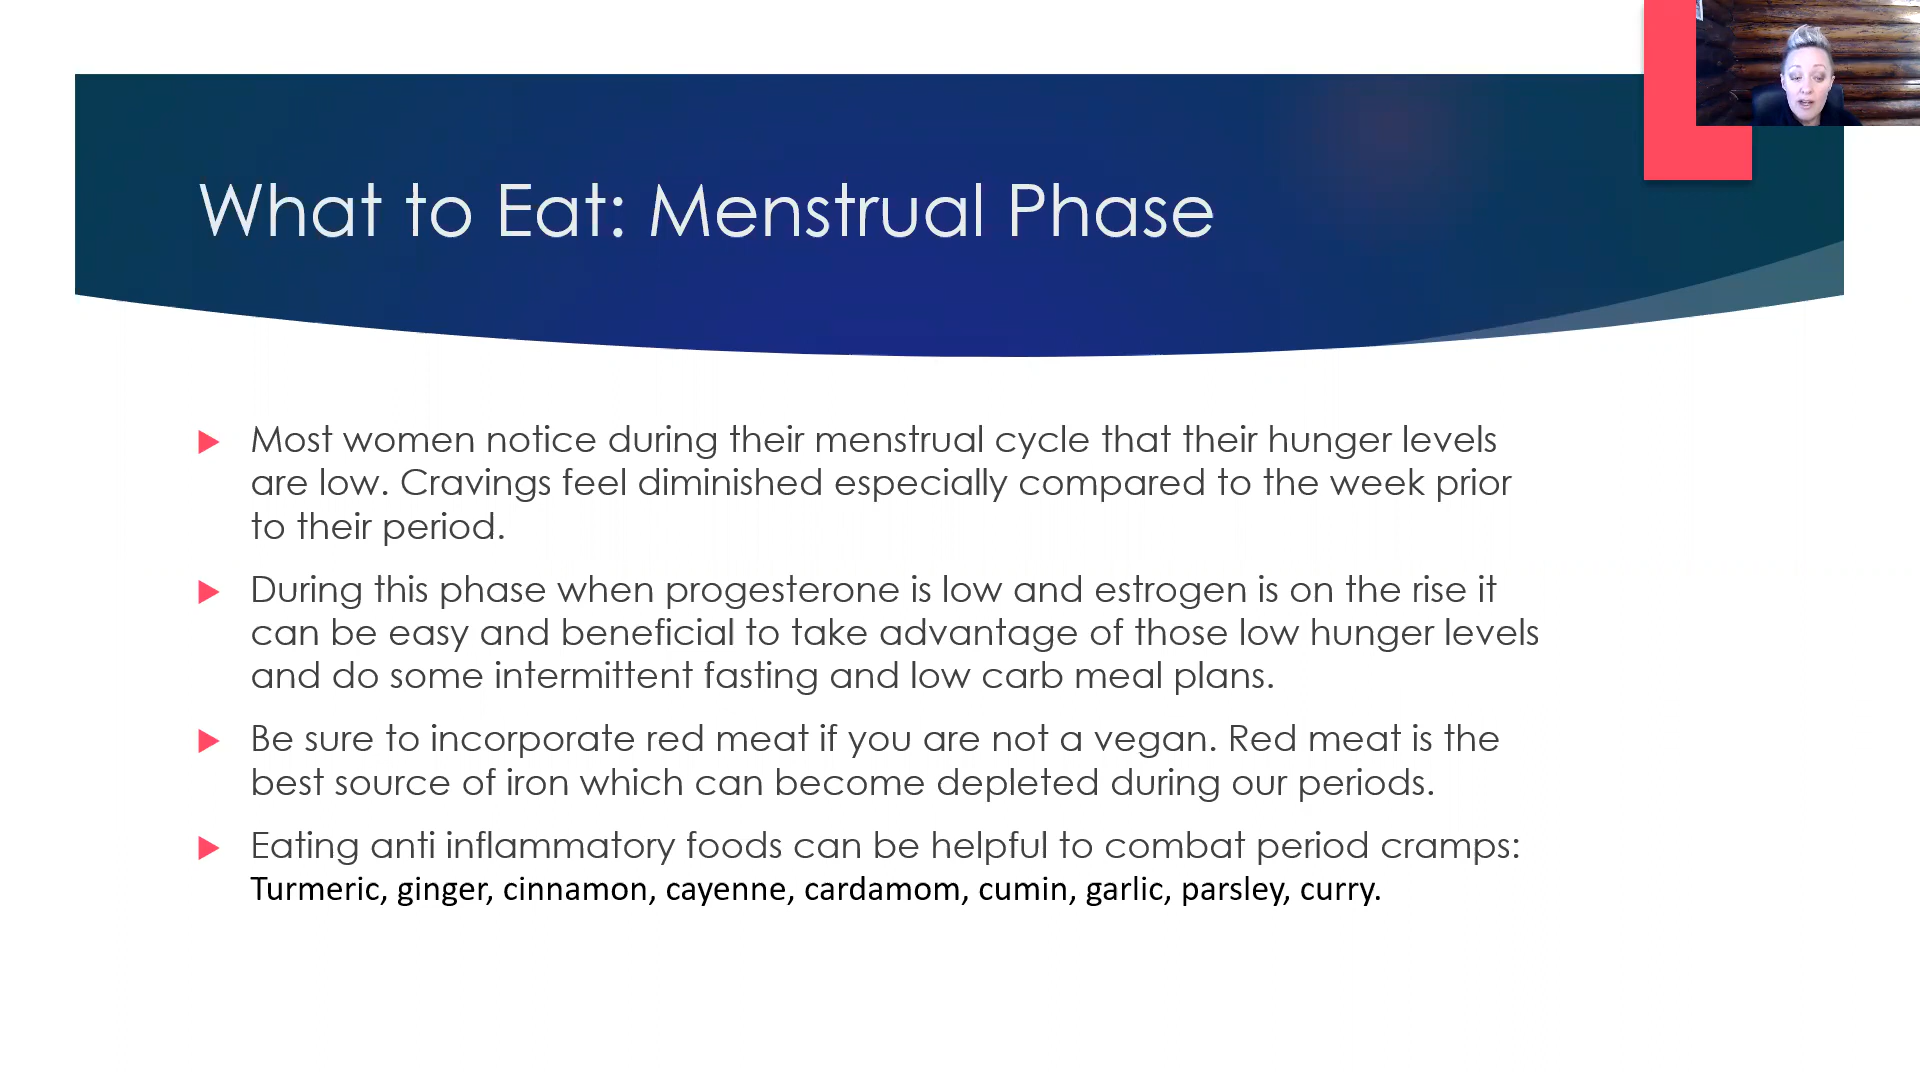 What to Eat: Menstrual Phase
Most women notice during their menstrual cycle that their hunger levels
are low. Cravings feel diminished especially compared to the week prior
to their period.
During this phase when progesterone is low and estrogen is on the rise it
can be easy and beneficial to take advantage of those low hunger levels
and do some intermittent fasting and low carb meal plans.
Be sure to incorporate red meat if you are not a vegan. Red meat is the
best source of iron which can become depleted during our periods.
Eating anti inflammatory foods can be helpful to combat period cramps:
Turmeric, ginger, cinnamon, cayenne, cardamom, cumin, garlic, parsley, curry.